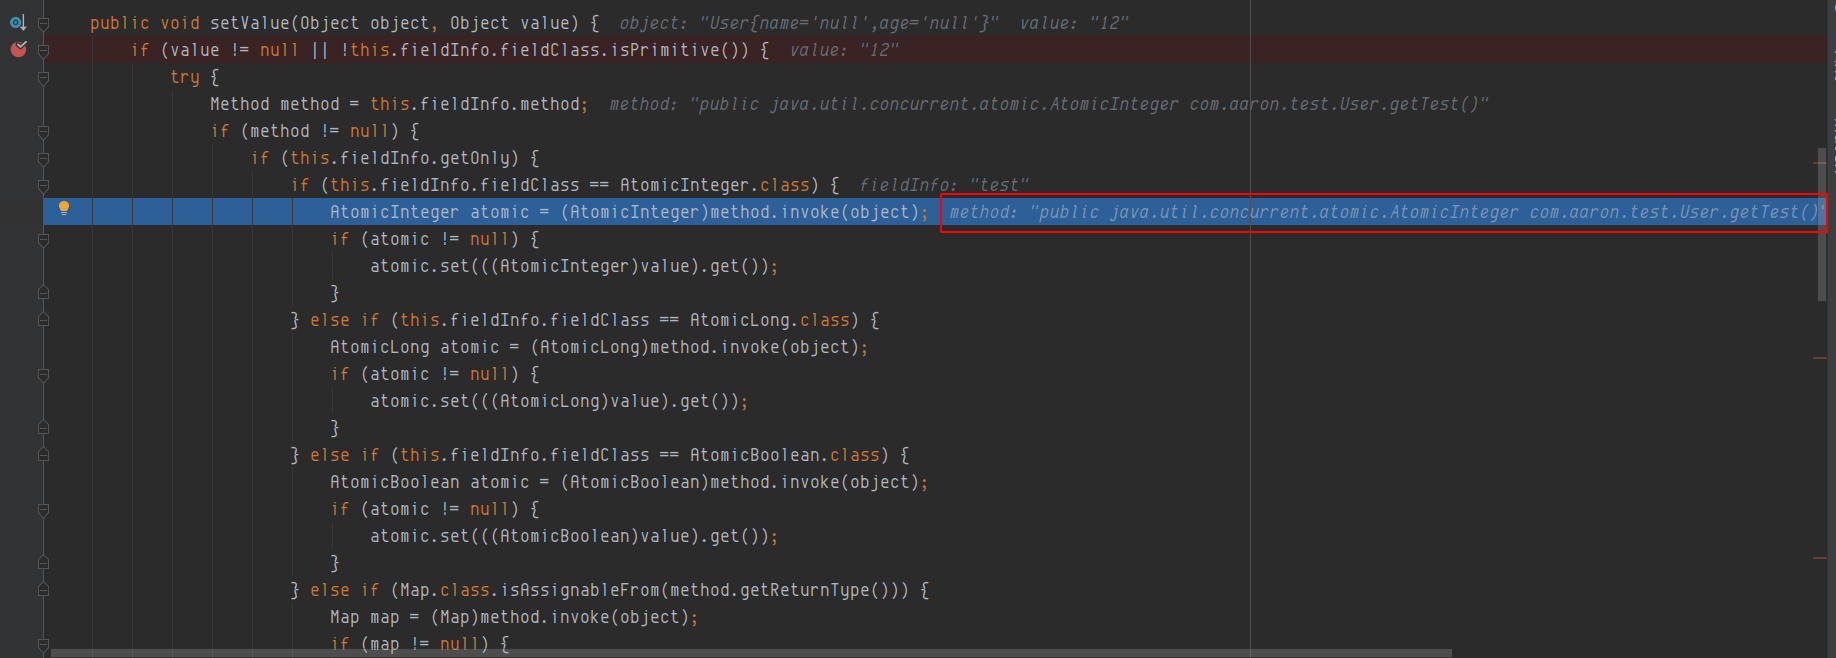 public void setValue(Object object, Object value) {  object: "User{name='null',age='null'}"  value: "12"
if (value != null || !this.fieldInfo.fieldClass.isPrimitive()) {  value: "12"
try {
Method method = this.fieldInfo.method;  method: "public java.util.concurrent.atomic.AtomicInteger com.aaron.test.User.getTest()"
if (method != null) {
if (this.fieldInfo.getOnly) {
if (this.fieldInfo.fieldClass == AtomicInteger.class) {  fieldInfo: "test"
AtomicInteger atomic = (AtomicInteger)method.invoke(object);  method: "public java.util.concurrent.atomic.AtomicInteger com.aaron.test.User.getTest()"
if (atomic != null) {
atomic.set(((AtomicInteger)value).get());
}
} else if (this.fieldInfo.fieldClass == AtomicLong.class) {
AtomicLong atomic = (AtomicLong)method.invoke(object);
if (atomic != null) {
atomic.set(((AtomicLong)value).get());
}
} else if (this.fieldInfo.fieldClass == AtomicBoolean.class) {
AtomicBoolean atomic = (AtomicBoolean)method.invoke(object);
if (atomic != null) {
atomic.set(((AtomicBoolean)value).get());
}
} else if (Map.class.isAssignableFrom(method.getReturnType())) {
Map map = (Map)method.invoke(object);
if (map != null) {